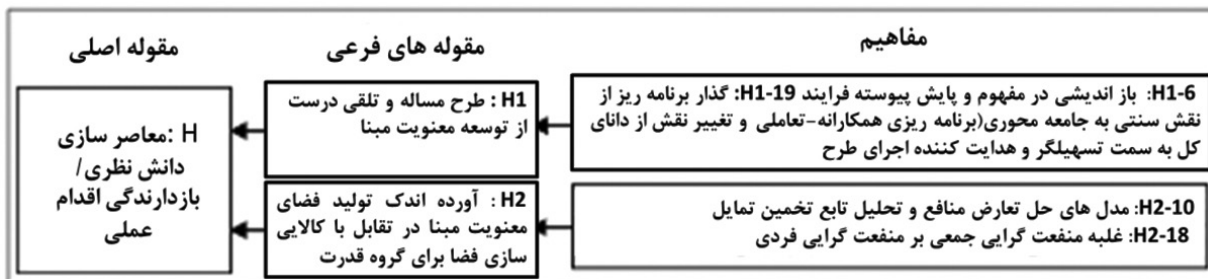 مفاهیم
مقوله های فرعی
مقوله اصلی
H1-6: باز اندیشی در مفهوم و پایش پیوسته فرایند H1-19: گذار برنامه ریز از
نقش سنتی به جامعه محوری(برنامه ریزی همکارانه-تعاملی و تغییر نقش از دانای
کل به سمت تسهیلگر و هدایت کننده اجرای طرح
H1 : طرح مساله و تلقی درست
از توسعه معنویت مبنا
H :معاصر سازی
دانش نظری/
بازدارندگی اقدام
عملی
H2-10: مدل های حل تعارض منافع و تحلیل تابع تخمین تمایل
H2-18: غلبه منفعت گرایی جمعی بر منفعت گرایی فردی
H2 : آورده اندک تولید فضای
معنویت مبنا در تقابل با کالایی
سازی فضا برای گروه قدرت